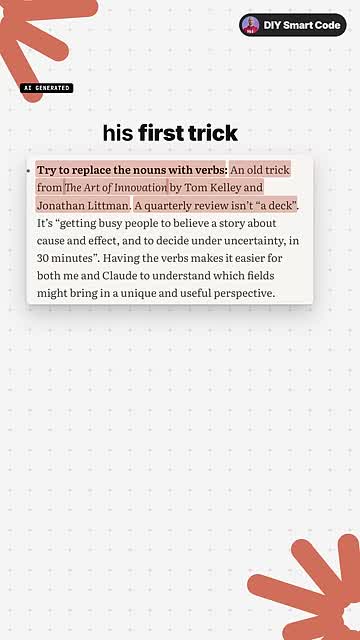 DIY Smart Code
AI GENERATED
his first trick
Try to replace the nouns with verbs: An old trick
from The Art of Innovation by Tom Kelley and
Jonathan Littman. A quarterly review isn't “a deck”.
It's “getting busy people to believe a story about
cause and effect, and to decide under uncertainty, in
30 minutes”. Having the verbs makes it easier for
both me and Claude to understand which fields
might bring in a unique and useful perspective.